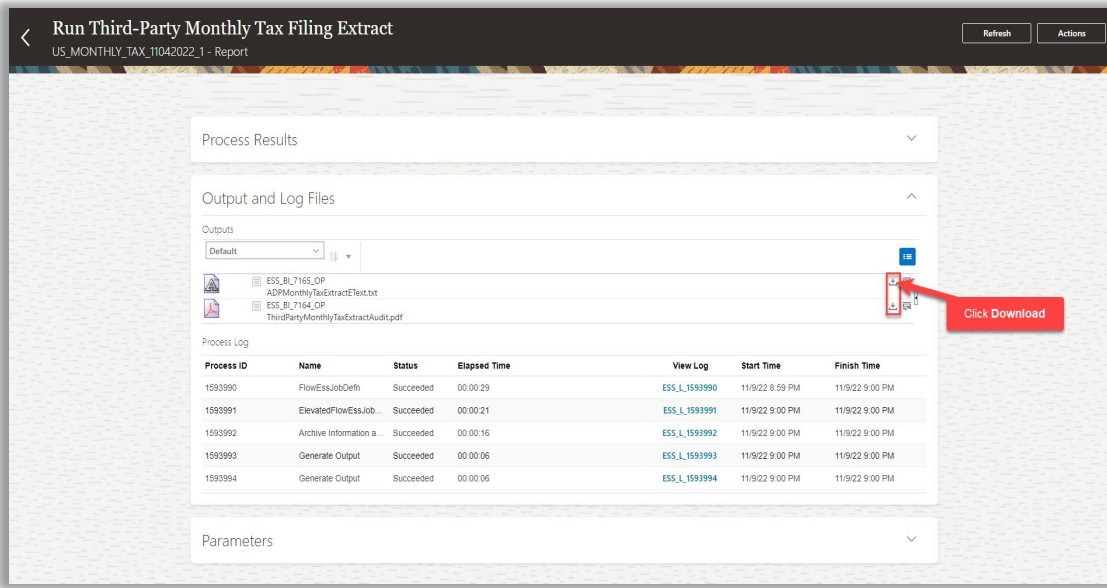 Run Third-Party Monthly Tax Filing Extract
US_MONTHLY_TAX_11042022_1 - Report
Refresh
Actions
Process Results
Output and Log Files
Outputs
Default
ESS_BI_7165_OP
ADPMonthlyTaxExtractEText.txt
ESS_BI_7164_OP
ThirdPartyMonthlyTaxExtractAudit.pdf
Click Download
Process Log
Process ID Name Status Elapsed Time View Log Start Time Finish Time
1593990 FlowEssJobDefn Succeeded 00:00:29 ESS_L_1593990 11/9/22 8:59 PM 11/9/22 9:00 PM
1593991 ElevatedFlowEssJob... Succeeded 00:00:21 ESS_L_1593991 11/9/22 9:00 PM 11/9/22 9:00 PM
1593992 Archive Information a... Succeeded 00:00:16 ESS_L_1593992 11/9/22 9:00 PM 11/9/22 9:00 PM
1593993 Generate Output Succeeded 00:00:06 ESS_L_1593993 11/9/22 9:00 PM 11/9/22 9:00 PM
1593994 Generate Output Succeeded 00:00:06 ESS_L_1593994 11/9/22 9:00 PM 11/9/22 9:00 PM
Parameters